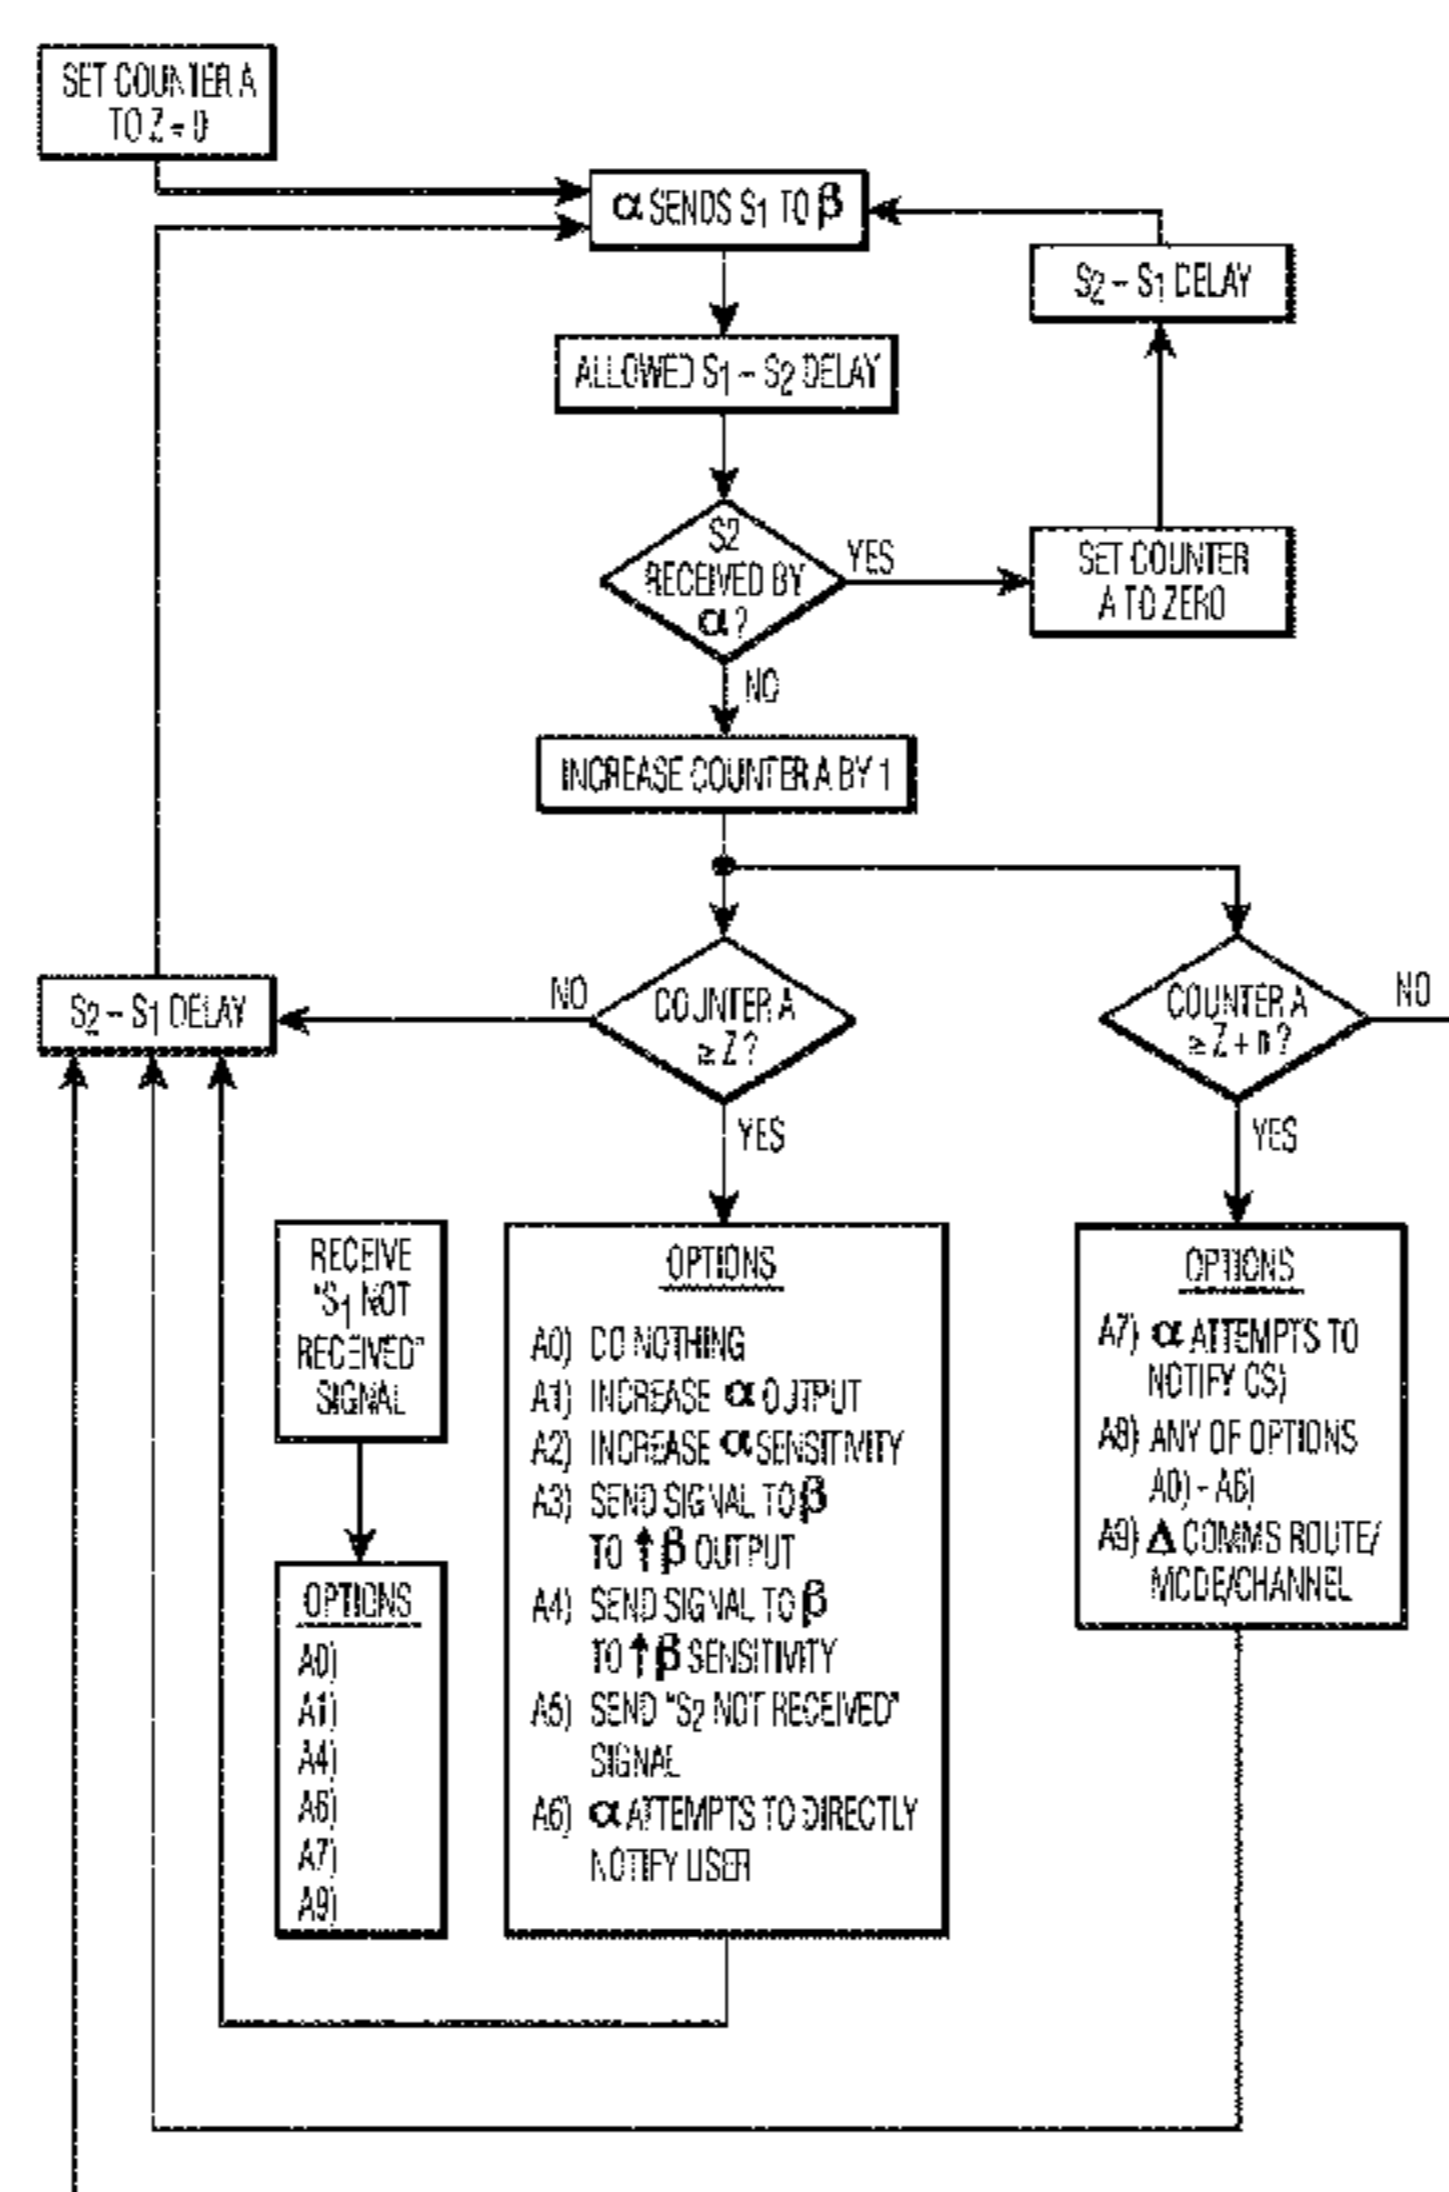 SET COUNTER A
TO Z = 0
α SENDS S1 TO β
S2 – S1 DELAY
ALLOWED S1 – S2 DELAY
S2
RECEIVED BY
α ?
YES
SET COUNTER
A TO ZERO
NO
INCREASE COUNTER A BY 1
S2 – S1 DELAY
NO
COUNTER A
≥ Z ?
YES
COUNTER A
≥ Z + n ?
NO
YES
RECEIVE
"S1 NOT
RECEIVED"
SIGNAL
OPTIONS
A0)
A1)
A4)
A6)
A7)
A9)
OPTIONS
A0) DO NOTHING
A1) INCREASE α OUTPUT
A2) INCREASE α SENSITIVITY
A3) SEND SIGNAL TO β
TO ↑ β OUTPUT
A4) SEND SIGNAL TO β
TO ↑ β SENSITIVITY
A5) SEND "S2 NOT RECEIVED"
SIGNAL
A6) α ATTEMPTS TO DIRECTLY
NOTIFY USER
OPTIONS
A7) α ATTEMPTS TO
NOTIFY CS)
A8) ANY OF OPTIONS
A0) - A6)
A9) Δ COMMS ROUTE/
MODE/CHANNEL